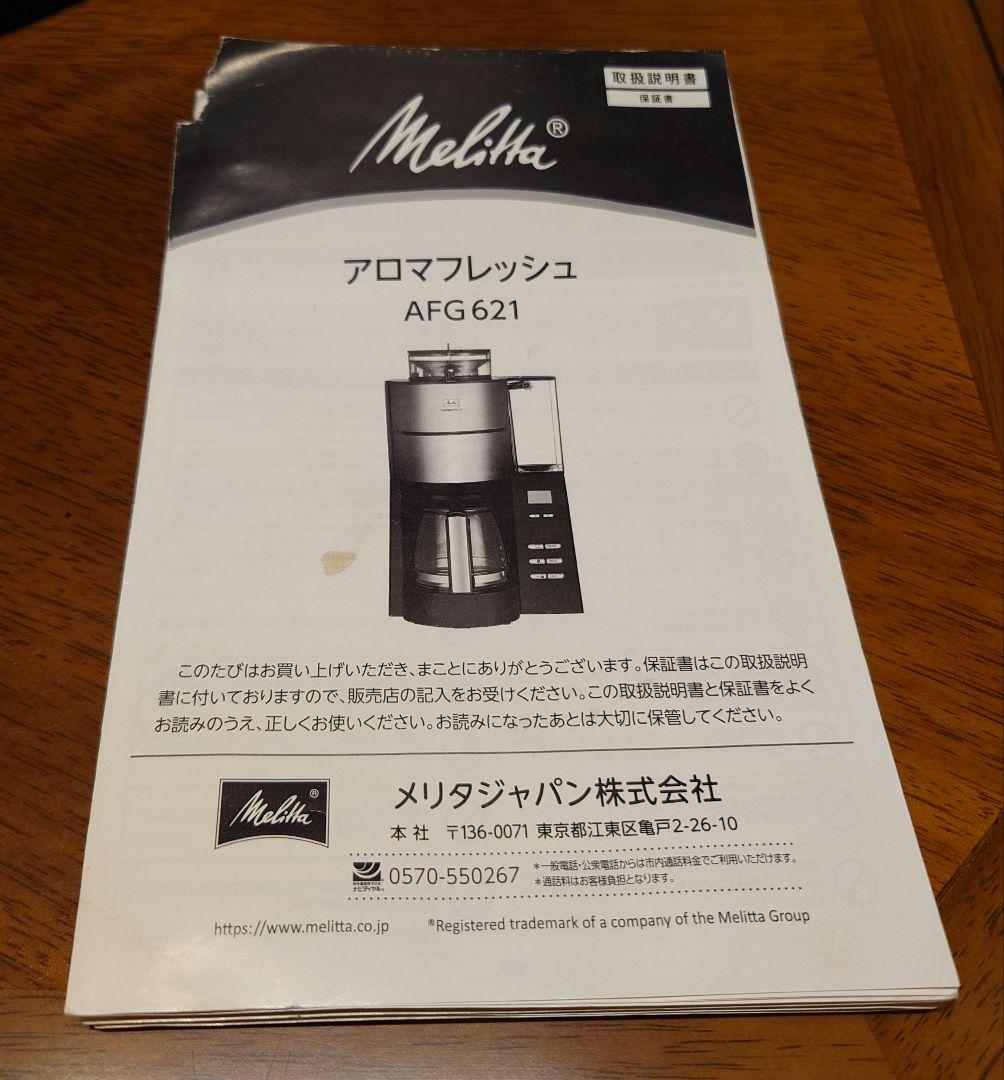 取扱説明書
保証書
Melitta®
アロマフレッシュ
AFG 621
このたびはお買い上げいただき、まことにありがとうございます。保証書はこの取扱説明
書に付いておりますので、販売店の記入をお受けください。この取扱説明書と保証書をよく
お読みのうえ、正しくお使いください。お読みになったあとは大切に保管してください。
Melitta®
メリタジャパン株式会社
本社 〒136-0071 東京都江東区亀戸2-26-10
ナビダイヤル®
0570-550267
*一般電話・公衆電話からは市内通話料金でご利用いただけます。
*通話料はお客様負担となります。
https://www.melitta.co.jp
®Registered trademark of a company of the Melitta Group